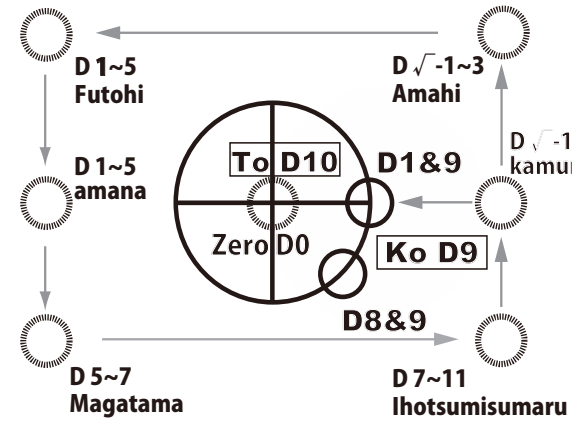 D 1~5
Futohi
D √-1~3
Amahi
D 1~5
amana
To D10
D1&9
D √-1
Zero D0
Ko D9
D8&9
D 5~7
Magatama
D 7~11
Ihotsumisumaru